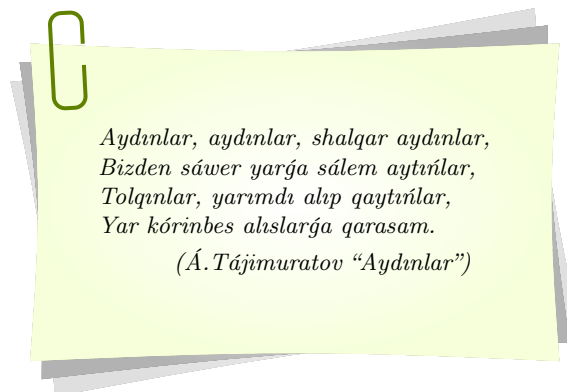 Aydınlar, aydınlar, shalqar aydınlar,
Bizden sáwer yarǵa sálem aytıńlar,
Tolqınlar, yarımdı alıp qaytıńlar,
Yar kórinbes alıslarǵa qarasam.
(Á.Tájimuratov “Aydınlar”)